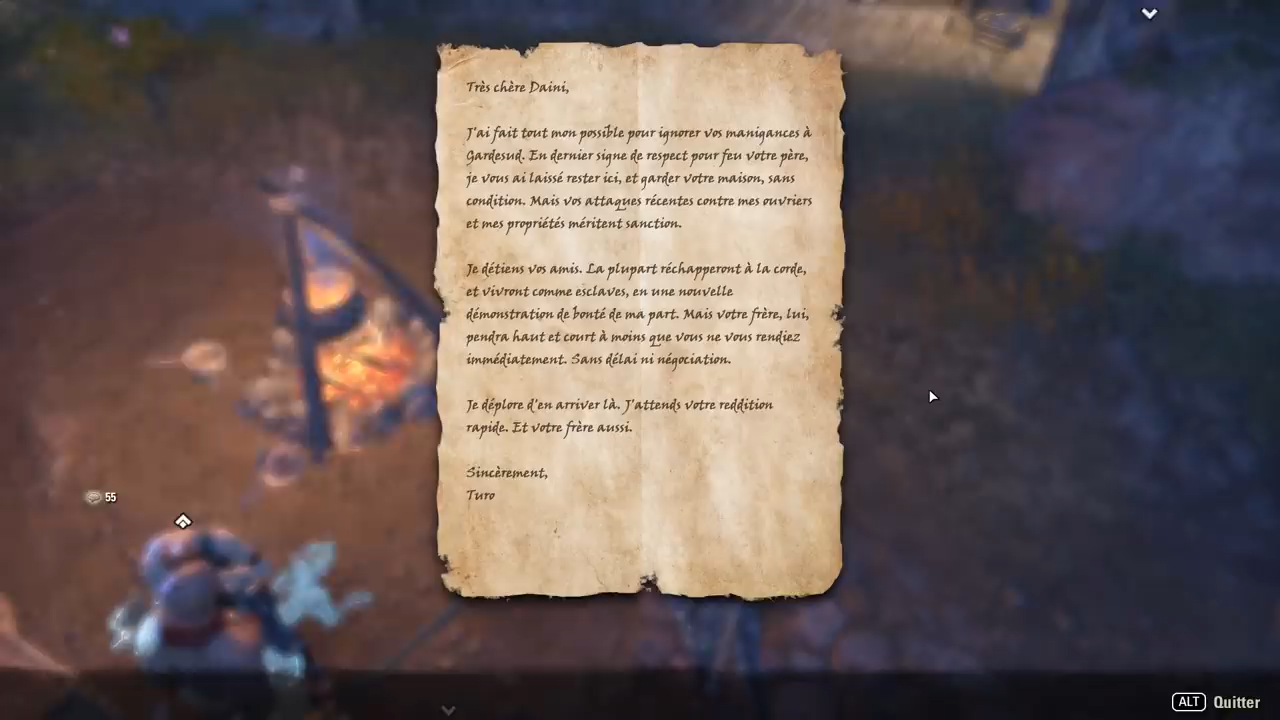 Très chère Daini,
J'ai fait tout mon possible pour ignorer vos manigances à
Gardesud. En dernier signe de respect pour feu votre père,
je vous ai laissé rester ici, et garder votre maison, sans
condition. Mais vos attaques récentes contre mes ouvriers
et mes propriétés méritent sanction.
Je détiens vos amis. La plupart réchapperont à la corde,
et vivront comme esclaves, en une nouvelle
démonstration de bonté de ma part. Mais votre frère, lui,
pendra haut et court à moins que vous ne vous rendiez
immédiatement. Sans délai ni négociation.
Je déplore d'en arriver là. J'attends votre reddition
rapide. Et votre frère aussi.
Sincèrement,
Turo
55
ALT Quitter